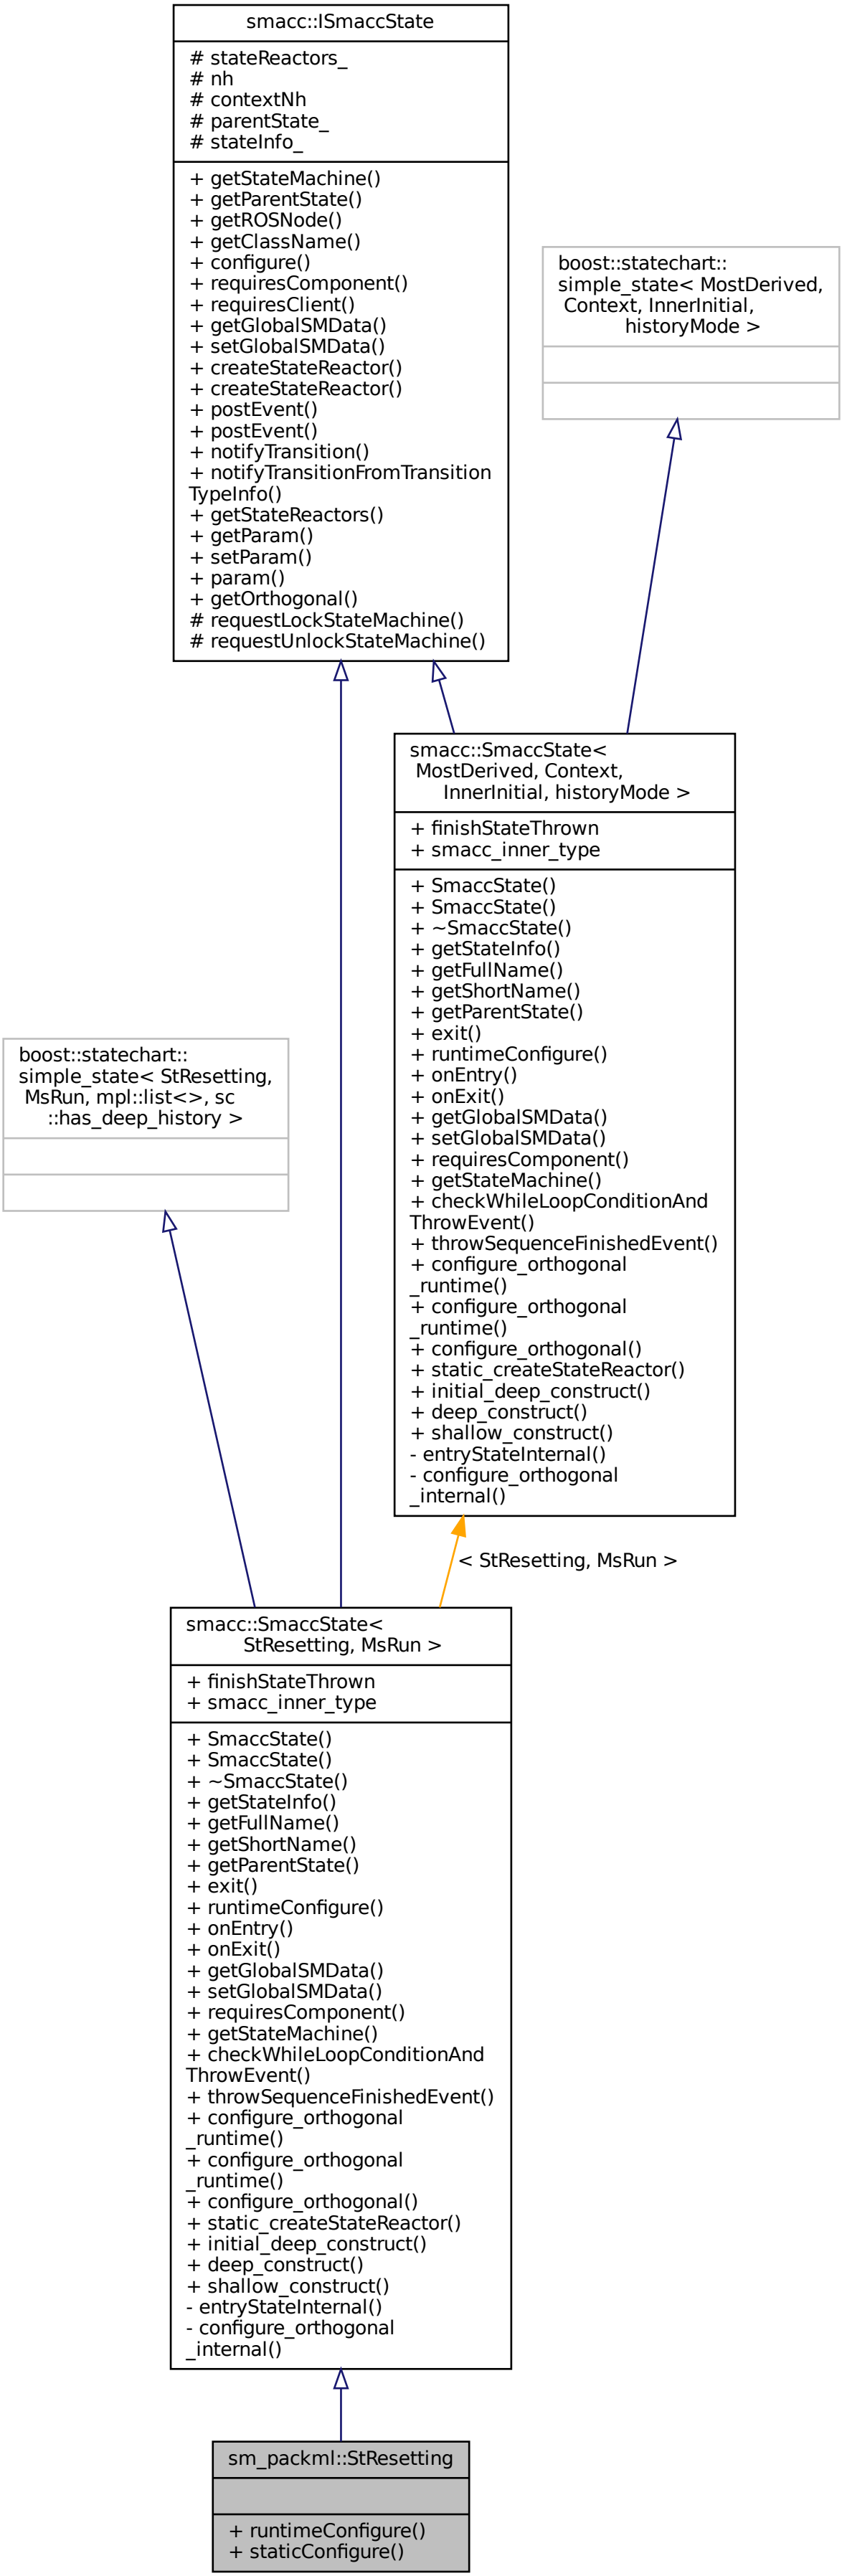 smacc::ISmaccState
# stateReactors_
# nh
# contextNh
# parentState_
# stateInfo_
+ getStateMachine()
+ getParentState()
+ getROSNode()
+ getClassName()
+ configure()
+ requiresComponent()
+ requiresClient()
+ getGlobalSMData()
+ setGlobalSMData()
+ createStateReactor()
+ createStateReactor()
+ postEvent()
+ postEvent()
+ notifyTransition()
+ notifyTransitionFromTransition
TypeInfo()
+ getStateReactors()
+ getParam()
+ setParam()
+ param()
+ getOrthogonal()
# requestLockStateMachine()
# requestUnlockStateMachine()
boost::statechart::
simple_state< MostDerived,
Context, InnerInitial,
historyMode >
smacc::SmaccState<
MostDerived, Context,
InnerInitial, historyMode >
+ finishStateThrown
+ smacc_inner_type
+ SmaccState()
+ SmaccState()
+ ~SmaccState()
+ getStateInfo()
+ getFullName()
+ getShortName()
+ getParentState()
+ exit()
+ runtimeConfigure()
+ onEntry()
+ onExit()
+ getGlobalSMData()
+ setGlobalSMData()
+ requiresComponent()
+ getStateMachine()
+ checkWhileLoopConditionAnd
ThrowEvent()
+ throwSequenceFinishedEvent()
+ configure_orthogonal
_runtime()
+ configure_orthogonal
_runtime()
+ configure_orthogonal()
+ static_createStateReactor()
+ initial_deep_construct()
+ deep_construct()
+ shallow_construct()
- entryStateInternal()
- configure_orthogonal
_internal()
boost::statechart::
simple_state< StResetting,
MsRun, mpl::list<>, sc
::has_deep_history >
< StResetting, MsRun >
smacc::SmaccState<
StResetting, MsRun >
+ finishStateThrown
+ smacc_inner_type
+ SmaccState()
+ SmaccState()
+ ~SmaccState()
+ getStateInfo()
+ getFullName()
+ getShortName()
+ getParentState()
+ exit()
+ runtimeConfigure()
+ onEntry()
+ onExit()
+ getGlobalSMData()
+ setGlobalSMData()
+ requiresComponent()
+ getStateMachine()
+ checkWhileLoopConditionAnd
ThrowEvent()
+ throwSequenceFinishedEvent()
+ configure_orthogonal
_runtime()
+ configure_orthogonal
_runtime()
+ configure_orthogonal()
+ static_createStateReactor()
+ initial_deep_construct()
+ deep_construct()
+ shallow_construct()
- entryStateInternal()
- configure_orthogonal
_internal()
sm_packml::StResetting
+ runtimeConfigure()
+ staticConfigure()